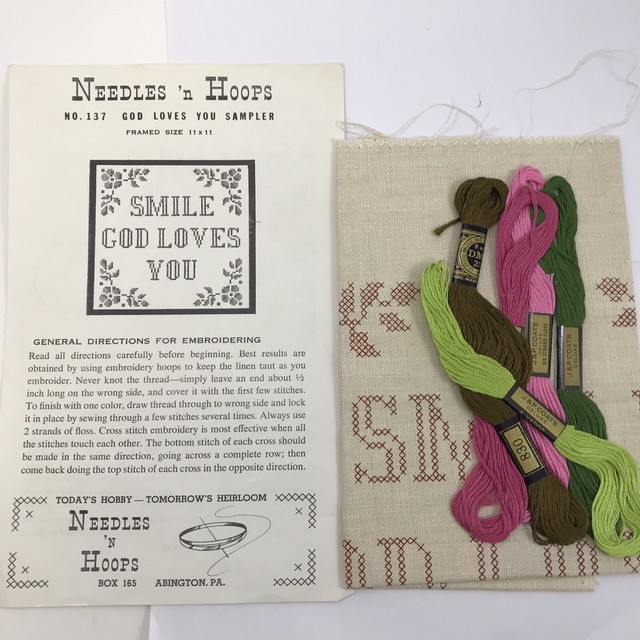 NEEDLES 'n HOOPS
NO. 137 GOD LOVES YOU SAMPLER
FRAMED SIZE 11 x 11
SMILE
GOD LOVES
YOU
GENERAL DIRECTIONS FOR EMBROIDERING
Read all directions carefully before beginning. Best results are
obtained by using embroidery hoops to keep the linen taut as you
embroider. Never knot the thread—simply leave an end about ½
inch long on the wrong side, and cover it with the first few stitches.
To finish with one color, draw thread through to wrong side and lock
it in place by sewing through a few stitches several times. Always use
2 strands of floss. Cross stitch embroidery is most effective when all
the stitches touch each other. The bottom stitch of each cross should
be made in the same direction, going across a complete row; then
come back doing the top stitch of each cross in the opposite direction.
TODAY'S HOBBY — TOMORROW'S HEIRLOOM
NEEDLES
'N
HOOPS
BOX 165 ABINGTON, PA.
DMC
J.&P. COATS
J.&P. COATS
DELUXE
J.&P. COATS
DELUXE
830
SM